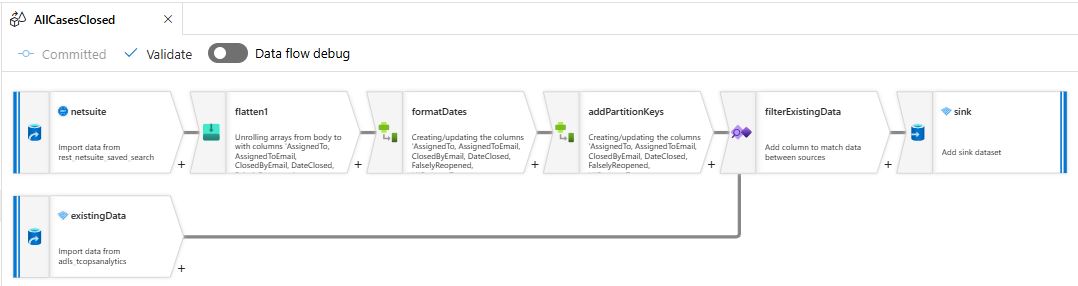 AllCasesClosed
Committed
Validate
Data flow debug
netsuite
Import data from
rest_netsuite_saved_search
flatten1
Unrolling arrays from body to
with columns 'AssignedTo,
AssignedToEmail,
ClosedByEmail, DateClosed,
formatDates
Creating/updating the columns
'AssignedTo, AssignedToEmail,
ClosedByEmail, DateClosed,
FalselyReopened,
addPartitionKeys
Creating/updating the columns
'AssignedTo, AssignedToEmail,
ClosedByEmail, DateClosed,
FalselyReopened,
filterExistingData
Add column to match data
between sources
sink
Add sink dataset
existingData
Import data from
adls_tcopsanalytics